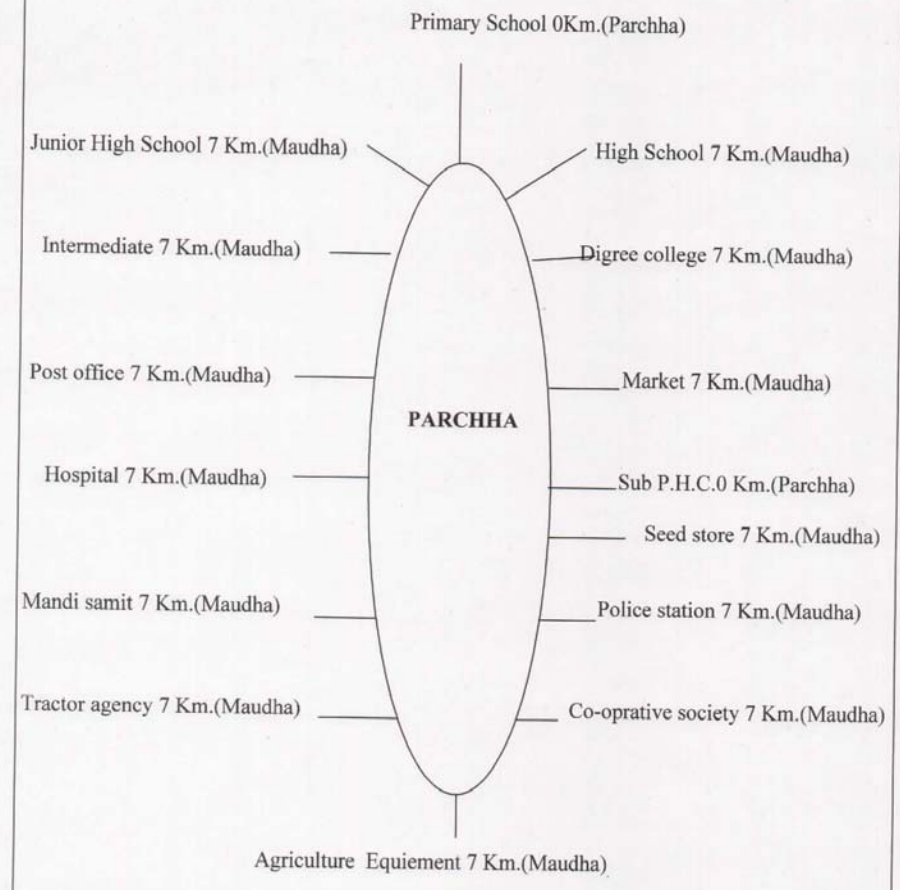 Primary School 0Km.(Parchha)
Junior High School 7 Km.(Maudha)
High School 7 Km.(Maudha)
Intermediate 7 Km.(Maudha)
Digree college 7 Km.(Maudha)
Post office 7 Km.(Maudha)
Market 7 Km.(Maudha)
PARCHHA
Hospital 7 Km.(Maudha)
Sub P.H.C.0 Km.(Parchha)
Seed store 7 Km.(Maudha)
Mandi samit 7 Km.(Maudha)
Police station 7 Km.(Maudha)
Tractor agency 7 Km.(Maudha)
Co-oprative society 7 Km.(Maudha)
Agriculture Equiement 7 Km.(Maudha)